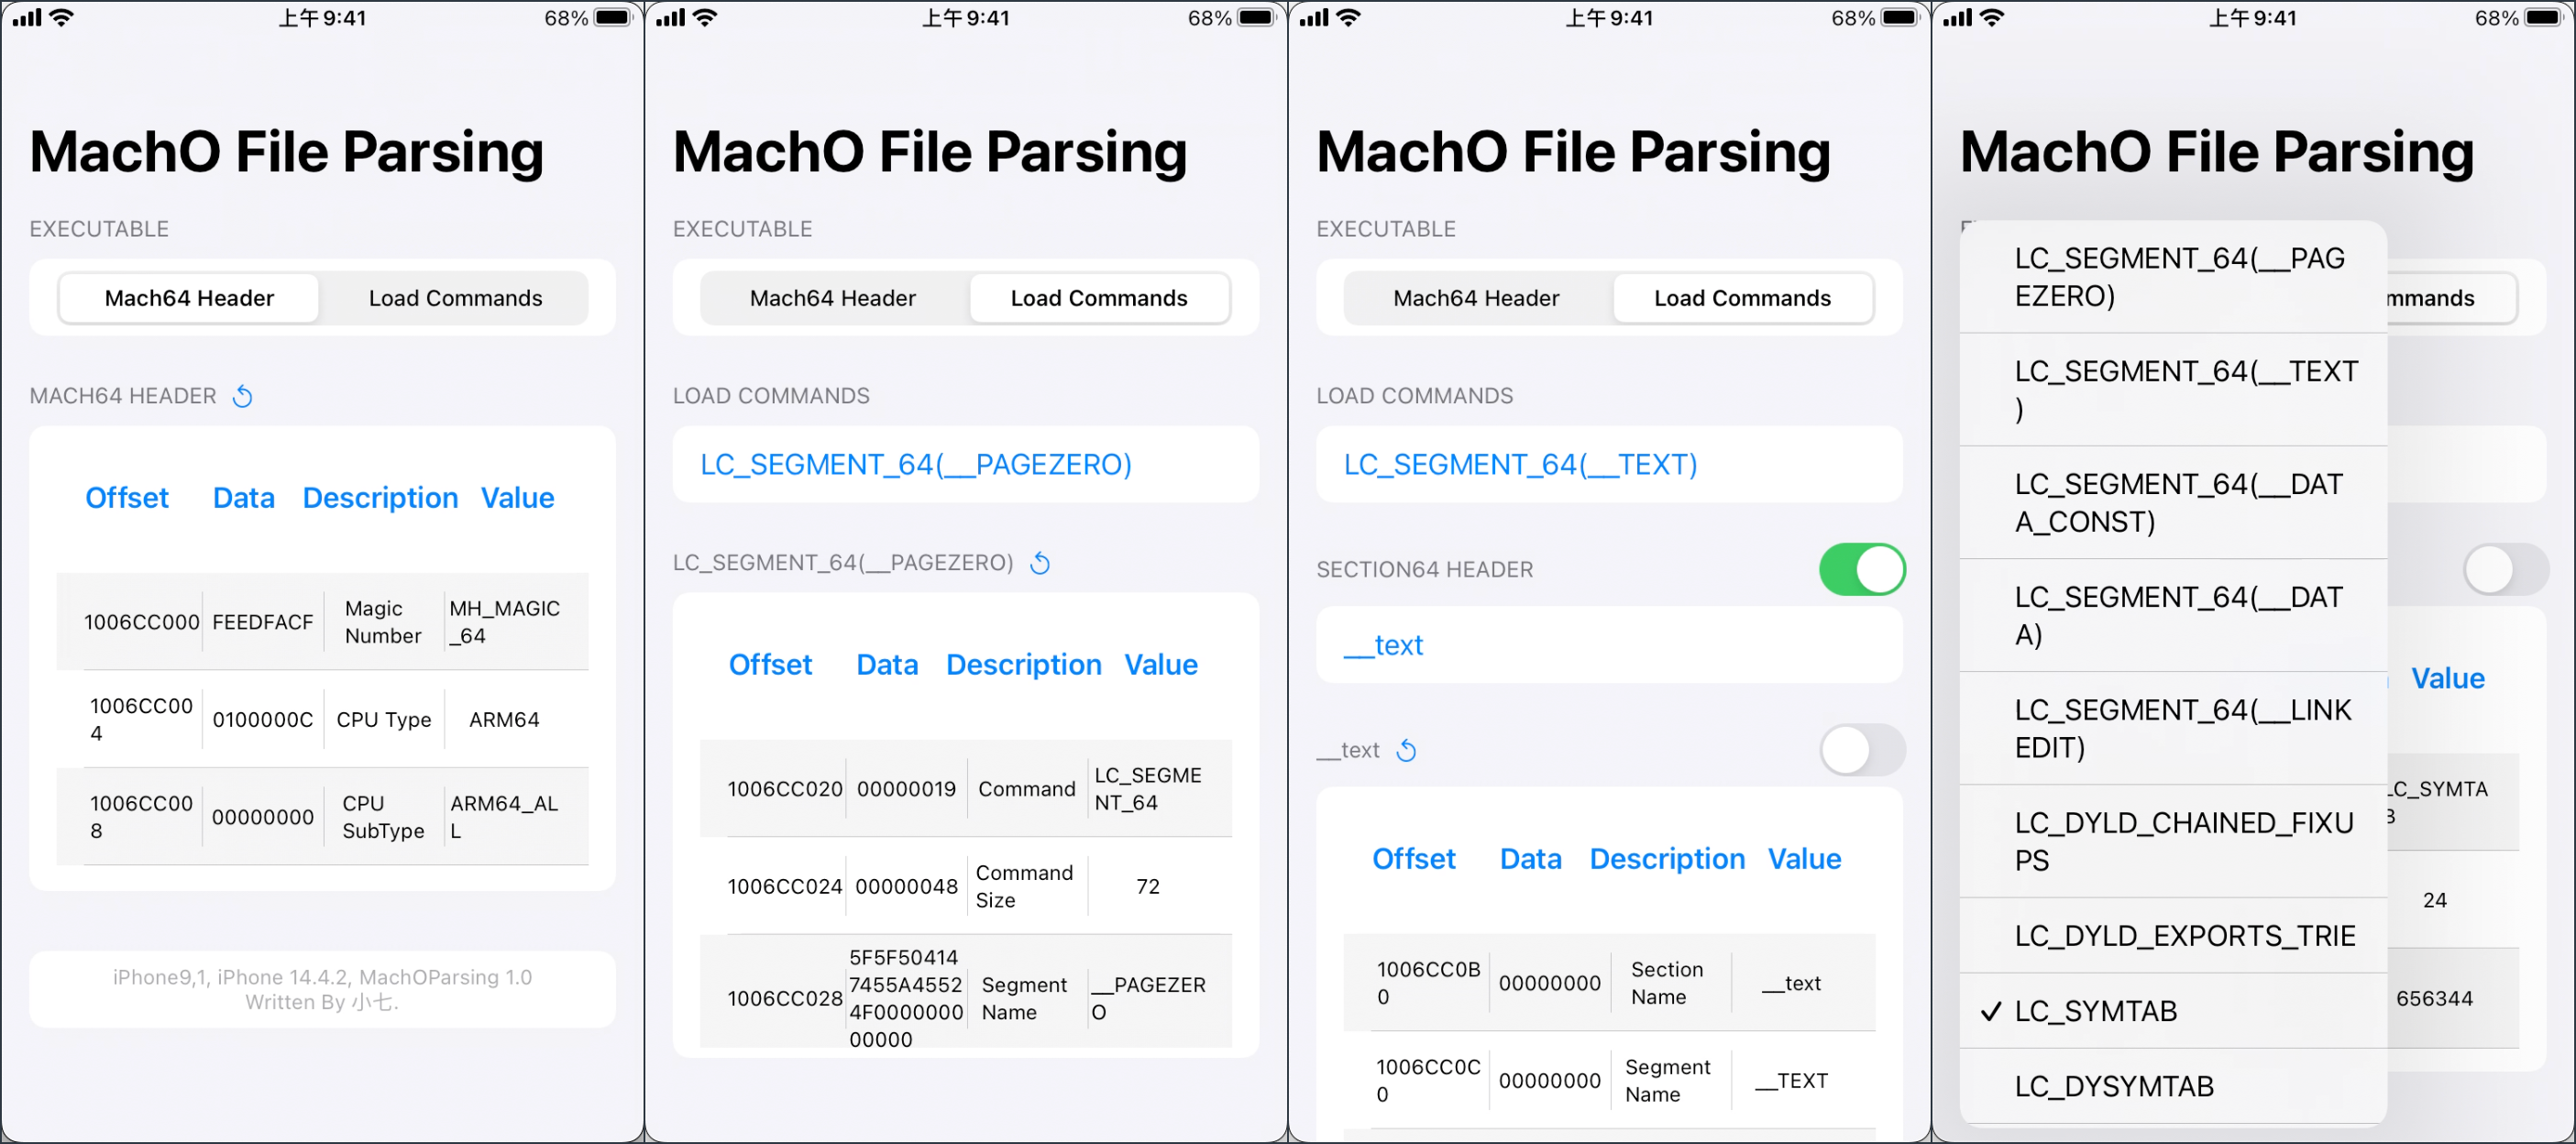 上午 9:41
68%
MachO File Parsing
EXECUTABLE
Mach64 Header
Load Commands
MACH64 HEADER
Offset Data Description Value
1006CC000 FEEDFACF Magic Number MH_MAGIC_64
1006CC004 0100000C CPU Type ARM64
1006CC008 00000000 CPU SubType ARM64_ALL
iPhone9,1, iPhone 14.4.2, MachOParsing 1.0
Written By 小七.
上午 9:41
68%
MachO File Parsing
EXECUTABLE
Mach64 Header
Load Commands
LOAD COMMANDS
LC_SEGMENT_64(__PAGEZERO)
LC_SEGMENT_64(__PAGEZERO)
Offset Data Description Value
1006CC020 00000019 Command LC_SEGMENT_64
1006CC024 00000048 Command Size 72
1006CC028 5F5F504147455A45524F000000000000 Segment Name __PAGEZERO
上午 9:41
68%
MachO File Parsing
EXECUTABLE
Mach64 Header
Load Commands
LOAD COMMANDS
LC_SEGMENT_64(__TEXT)
SECTION64 HEADER
__text
__text
Offset Data Description Value
1006CC0B0 00000000 Section Name __text
1006CC0C0 00000000 Segment Name __TEXT
上午 9:41
68%
MachO File Parsing
mmands
LC_SEGMENT_64(__PAGEZERO)
LC_SEGMENT_64(__TEXT)
LC_SEGMENT_64(__DATA_CONST)
LC_SEGMENT_64(__DATA)
LC_SEGMENT_64(__LINKEDIT)
LC_DYLD_CHAINED_FIXUPS
LC_DYLD_EXPORTS_TRIE
✓ LC_SYMTAB
LC_DYSYMTAB
Value
LC_SYMTAB
24
656344